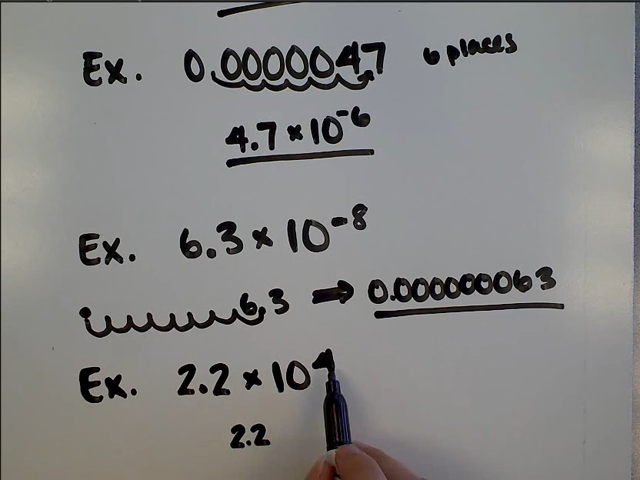 Ex. 0.0000047 6 places
4.7 × 10⁻⁶
Ex. 6.3 × 10⁻⁸
.6.3 → 0.000000063
Ex. 2.2 × 10⁴
2.2